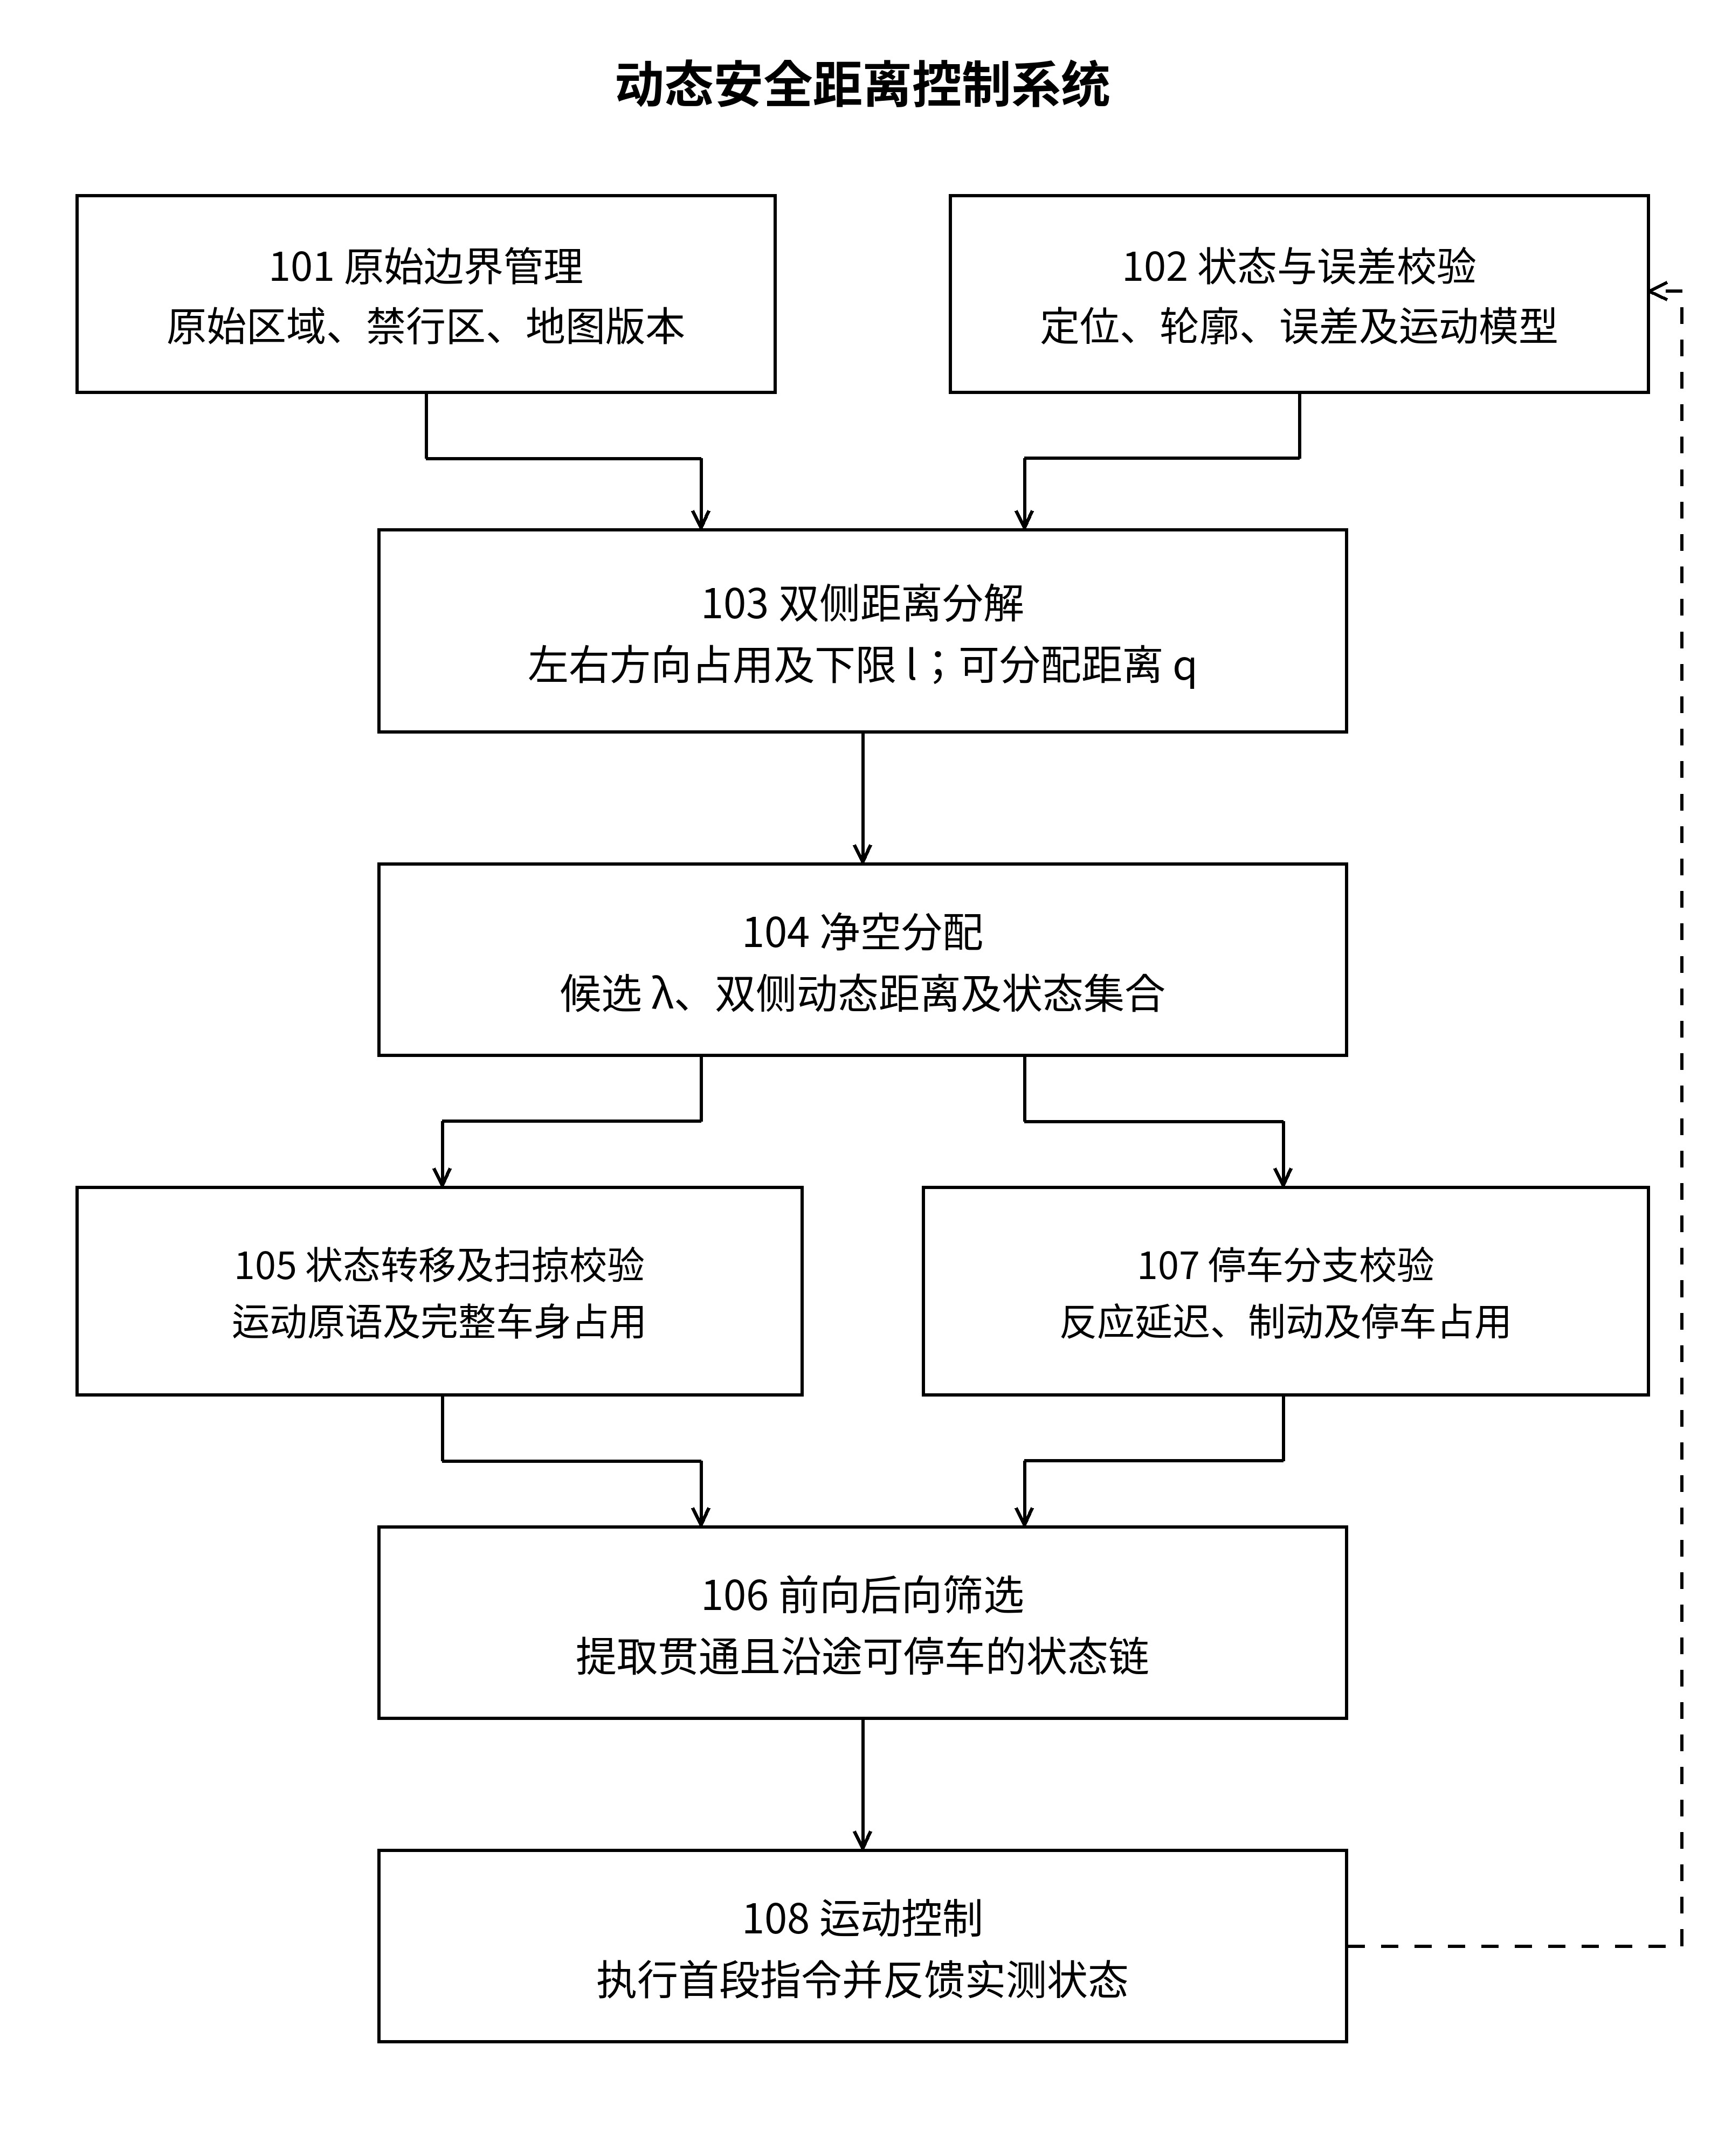 动态安全距离控制系统
101 原始边界管理
原始区域、禁行区、地图版本
102 状态与误差校验
定位、轮廓、误差及运动模型
103 双侧距离分解
左右方向占用及下限 l；可分配距离 q
104 净空分配
候选 λ、双侧动态距离及状态集合
105 状态转移及扫掠校验
运动原语及完整车身占用
107 停车分支校验
反应延迟、制动及停车占用
106 前向后向筛选
提取贯通且沿途可停车的状态链
108 运动控制
执行首段指令并反馈实测状态